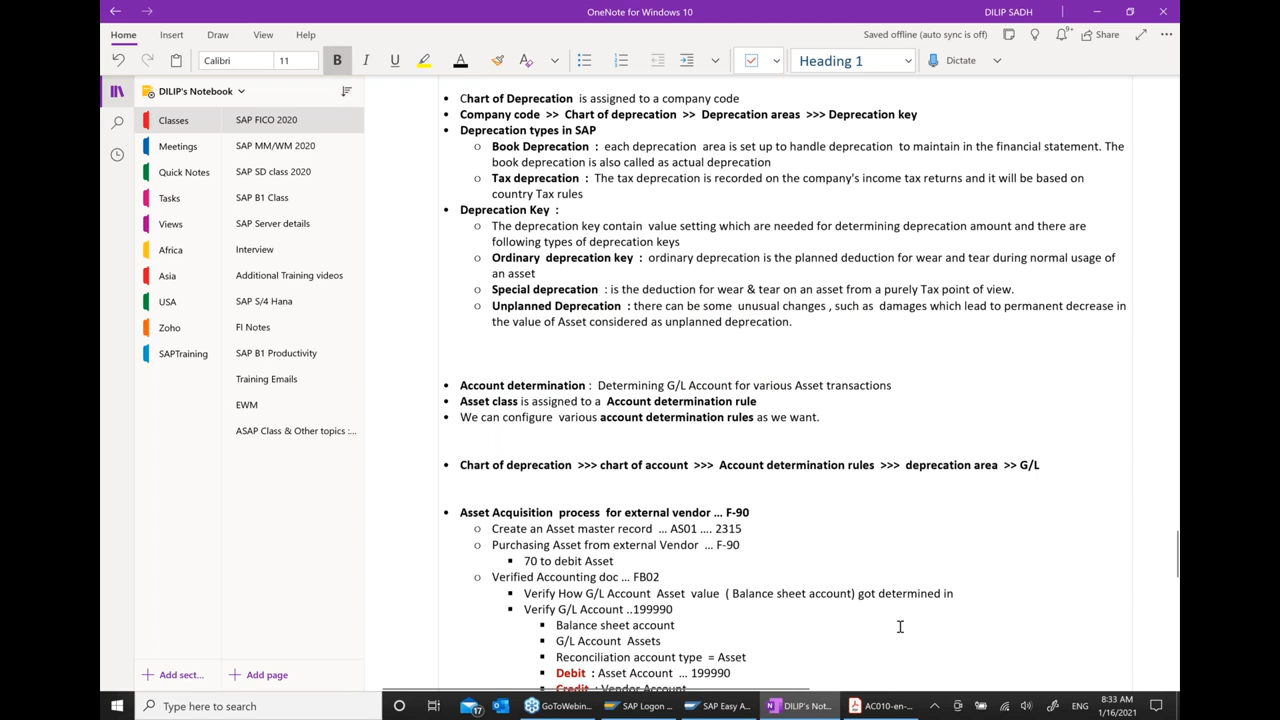 OneNote for Windows 10
DILIP SADH
Home Insert Draw View Help
Saved offline (auto sync is off)
Share
Calibri 11 B I U A Heading 1 Dictate
DILIP's Notebook
Classes
Meetings
Quick Notes
Tasks
Views
Africa
Asia
USA
Zoho
SAPTraining
Add sect...
SAP FICO 2020
SAP MM/WM 2020
SAP SD class 2020
SAP B1 Class
SAP Server details
Interview
Additional Training videos
SAP S/4 Hana
FI Notes
SAP B1 Productivity
Training Emails
EWM
ASAP Class & Other topics :...
Add page
• Chart of Deprecation is assigned to a company code
• Company code >> Chart of deprecation >> Deprecation areas >>> Deprecation key
• Deprecation types in SAP
o Book Deprecation : each deprecation area is set up to handle deprecation to maintain in the financial statement. The
book deprecation is also called as actual deprecation
o Tax deprecation : The tax deprecation is recorded on the company's income tax returns and it will be based on
country Tax rules
• Deprecation Key :
o The deprecation key contain value setting which are needed for determining deprecation amount and there are
following types of deprecation keys
o Ordinary deprecation key : ordinary deprecation is the planned deduction for wear and tear during normal usage of
an asset
o Special deprecation : is the deduction for wear & tear on an asset from a purely Tax point of view.
o Unplanned Deprecation : there can be some unusual changes , such as damages which lead to permanent decrease in
the value of Asset considered as unplanned deprecation.
• Account determination : Determining G/L Account for various Asset transactions
• Asset class is assigned to a Account determination rule
• We can configure various account determination rules as we want.
• Chart of deprecation >>> chart of account >>> Account determination rules >>> deprecation area >> G/L
• Asset Acquisition process for external vendor ... F-90
o Create an Asset master record ... AS01 .... 2315
o Purchasing Asset from external Vendor ... F-90
▪ 70 to debit Asset
o Verified Accounting doc ... FB02
▪ Verify How G/L Account Asset value ( Balance sheet account) got determined in
▪ Verify G/L Account ..199990
▪ Balance sheet account
▪ G/L Account Assets
▪ Reconciliation account type = Asset
▪ Debit : Asset Account ... 199990
▪ Credit : Vendor Account
Type here to search
17
GoToWebin...
SAP Logon ...
SAP Easy A...
DILIP's Not...
AC010-en-...
ENG
8:33 AM
1/16/2021